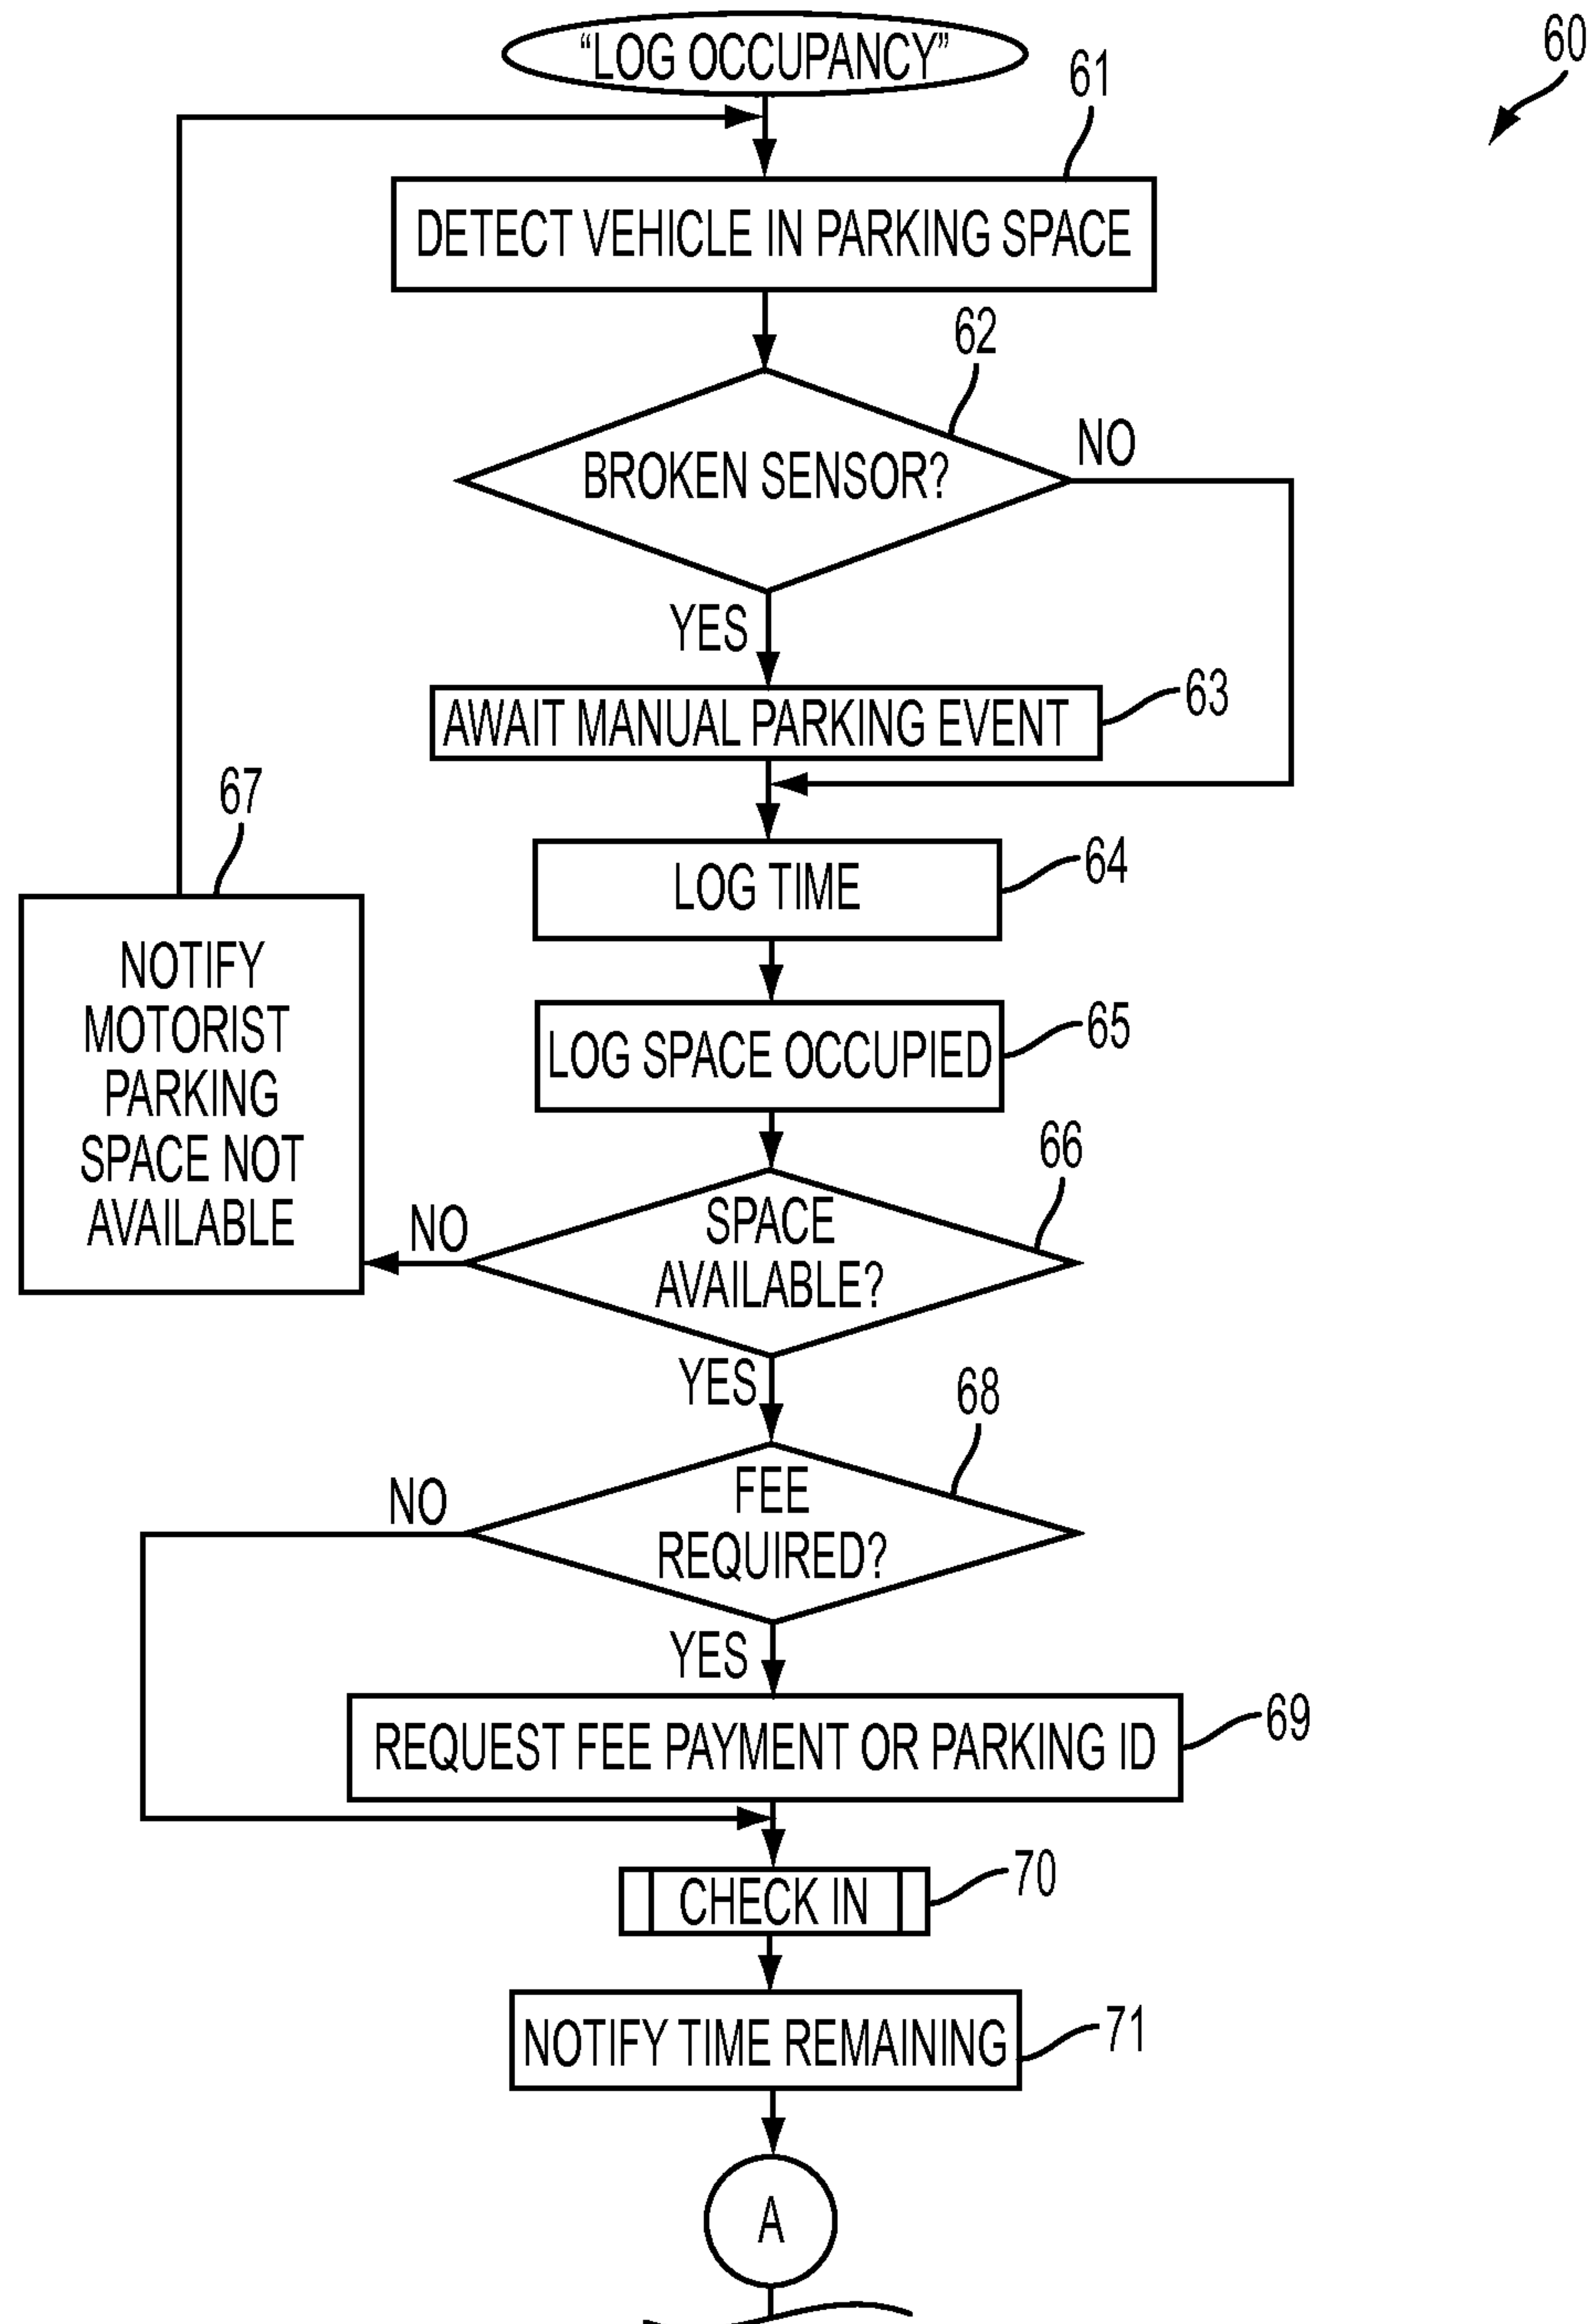 “LOG OCCUPANCY”
60
61
DETECT VEHICLE IN PARKING SPACE
62
BROKEN SENSOR?
NO
YES
AWAIT MANUAL PARKING EVENT
63
67
NOTIFY
MOTORIST
PARKING
SPACE NOT
AVAILABLE
LOG TIME
64
LOG SPACE OCCUPIED
65
66
SPACE
AVAILABLE?
NO
YES
68
FEE
REQUIRED?
NO
YES
REQUEST FEE PAYMENT OR PARKING ID
69
CHECK IN
70
NOTIFY TIME REMAINING
71
A